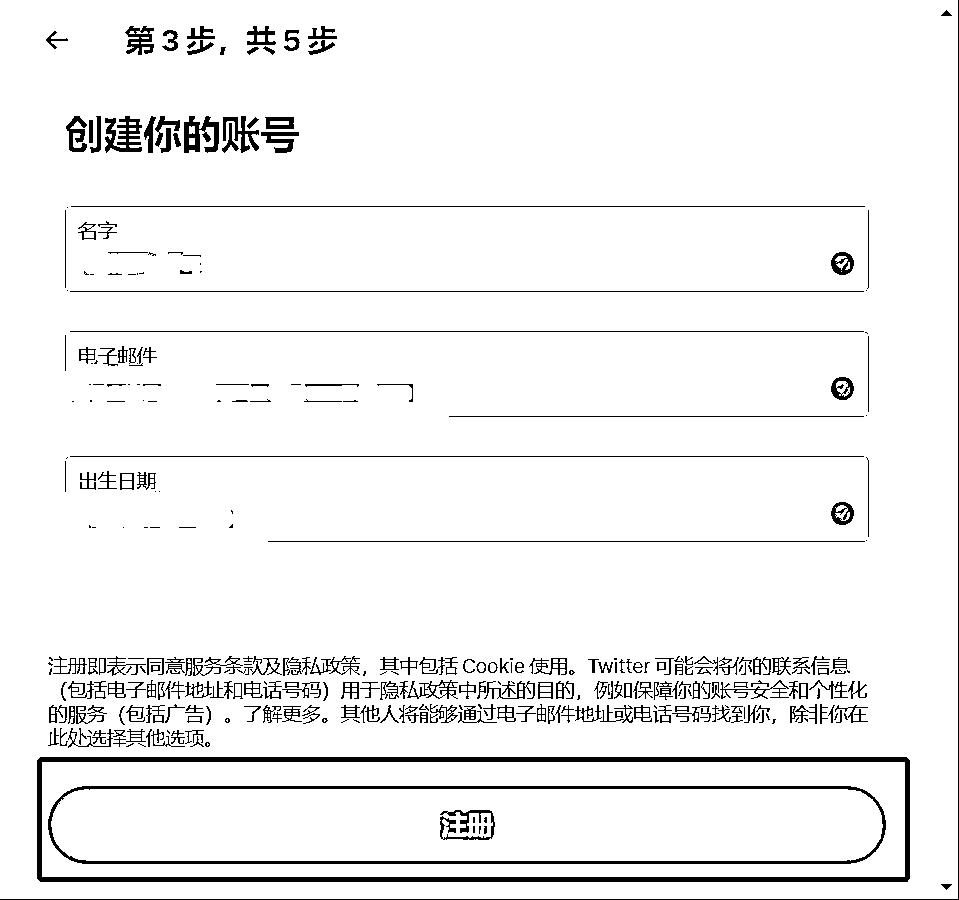 第 3 步，共 5 步
创建你的账号
名字
电子邮件
出生日期
注册即表示同意服务条款及隐私政策，其中包括 Cookie 使用。Twitter 可能会将你的联系信息
（包括电子邮件地址和电话号码）用于隐私政策中所述的目的，例如保障你的账号安全和个性化
的服务（包括广告）。了解更多。其他人将能够通过电子邮件地址或电话号码找到你，除非你在
此处选择其他选项。
注册